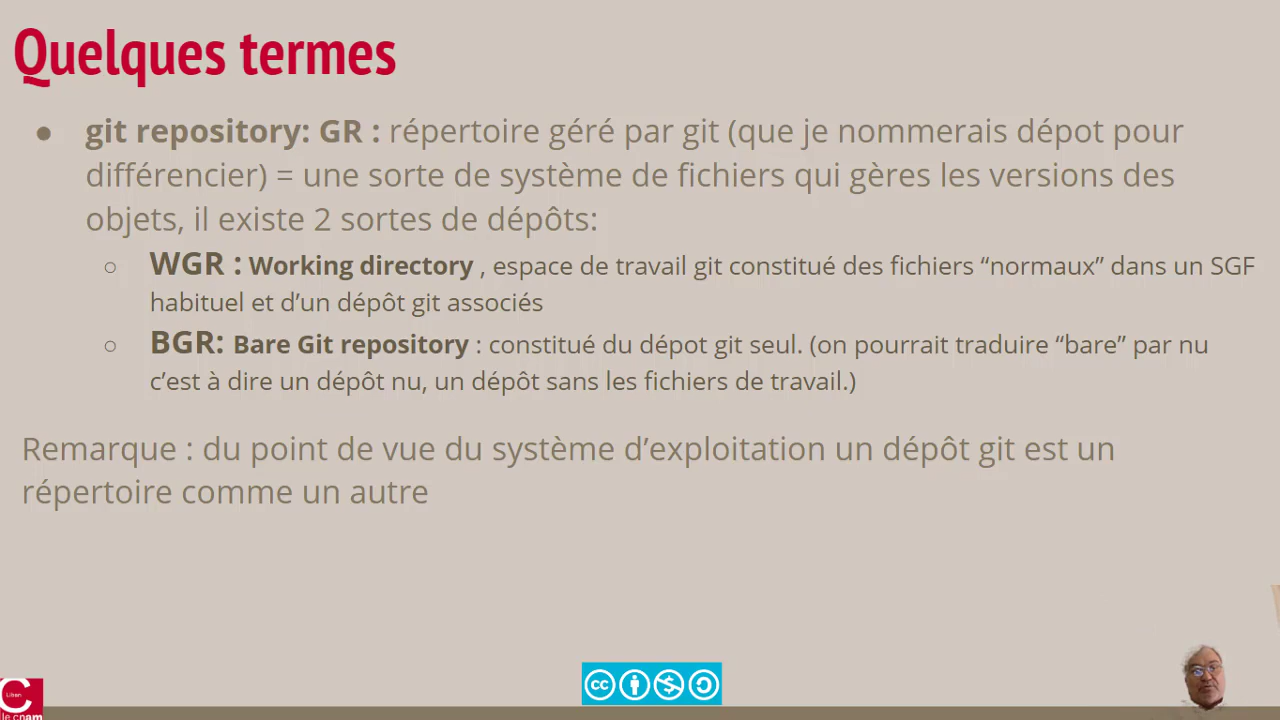 Quelques termes
● git repository: GR : répertoire géré par git (que je nommerais dépot pour
différencier) = une sorte de système de fichiers qui gères les versions des
objets, il existe 2 sortes de dépôts:
○ WGR : Working directory , espace de travail git constitué des fichiers “normaux” dans un SGF
habituel et d’un dépôt git associés
○ BGR: Bare Git repository : constitué du dépot git seul. (on pourrait traduire “bare” par nu
c’est à dire un dépôt nu, un dépôt sans les fichiers de travail.)
Remarque : du point de vue du système d’exploitation un dépôt git est un
répertoire comme un autre
cc
Liban
le cnam